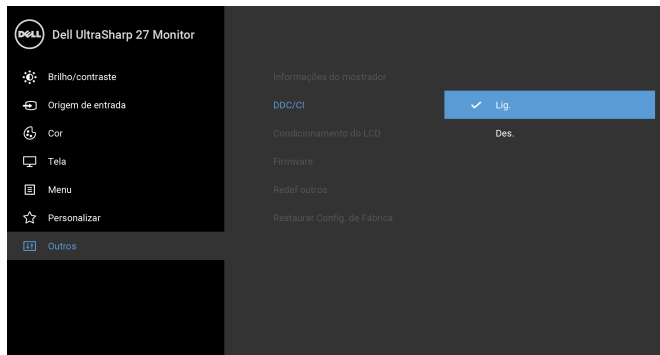 DELL Dell UltraSharp 27 Monitor
Brilho/contraste
Origem de entrada
Cor
Tela
Menu
Personalizar
Outros
Informações do mostrador
DDC/CI
Condicionamento do LCD
Firmware
Redef outros
Restaurar Config. de Fábrica
Lig.
Des.